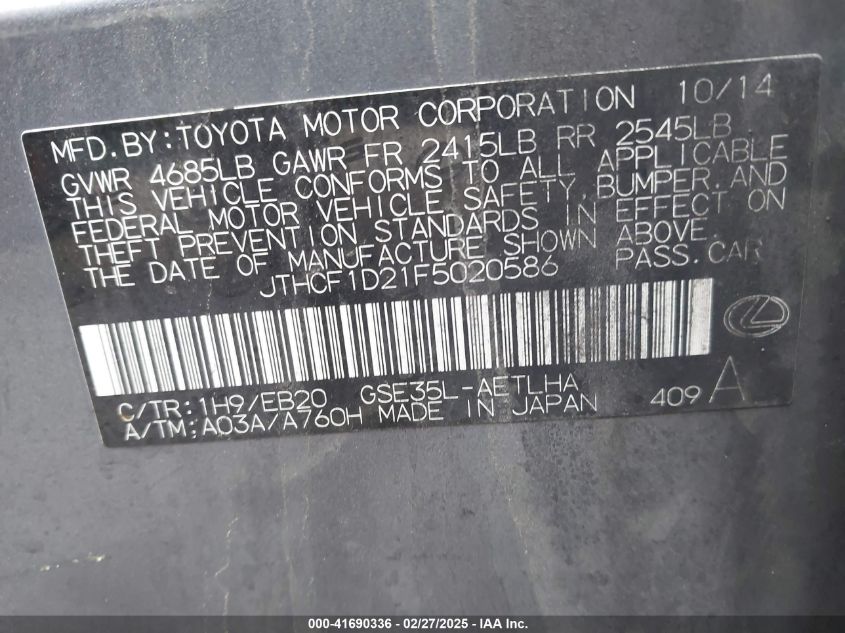 MFD. BY: TOYOTA MOTOR CORPORATION 10/14
GVWR 4685LB GAWR FR 2415LB RR 2545LB
THIS VEHICLE CONFORMS TO ALL APPLICABLE
FEDERAL MOTOR VEHICLE SAFETY, BUMPER, AND
THEFT PREVENTION STANDARDS IN EFFECT ON
THE DATE OF MANUFACTURE SHOWN ABOVE.
JTHCF1D21F5020586 PASS. CAR
C/TR: 1H9/EB20 GSE35L-AETLHA
A/TM: A03A/A760H MADE IN JAPAN 409 A
000-41690336 - 02/27/2025 - IAA Inc.